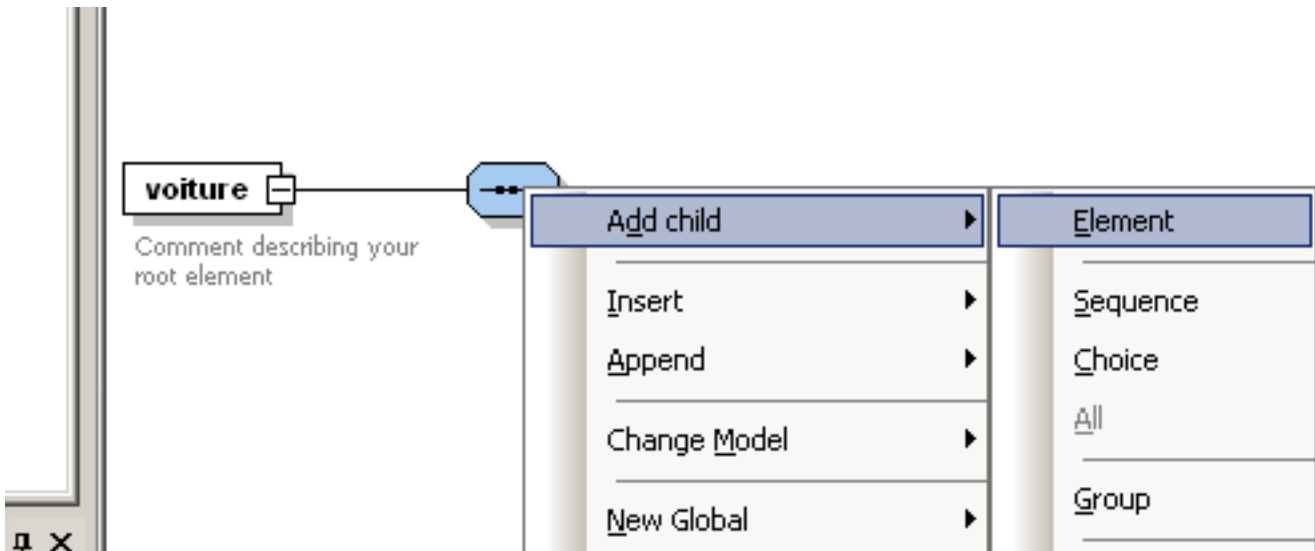 voiture
Comment describing your
root element
Add child
Insert
Append
Change Model
New Global
Element
Sequence
Choice
All
Group